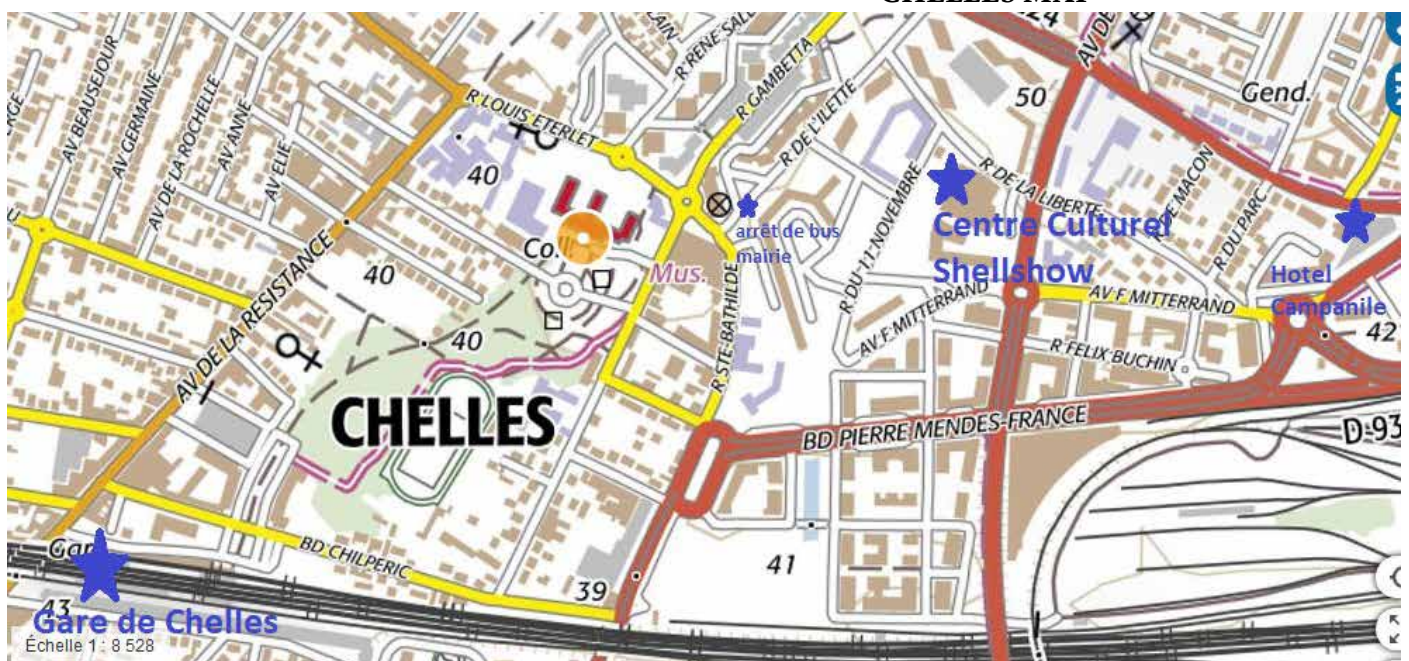 CHELLES MAP
AV BEAUSEJOUR
AV GERMAINE
AV DE LA ROCHELLE
AV ANNE
AV ELIE
R LOUIS ETERLET
R GAMBETTA
R DE L'ILETTE
40
50
Gend.
R DU 11 NOVEMBRE
R DE LA LIBERTE
R DE MACON
R DU PARC
Centre Culturel
Shellshow
arrêt de bus
mairie
Co.
Mus.
40
40
AV DE LA RESISTANCE
R STE-BATHILDE
AV F MITTERRAND
AV F MITTERRAND
Hotel
Campanile
42
R FELIX BUCHIN
CHELLES
BD PIERRE MENDES-FRANCE
D 93
BD CHILPERIC
39
41
43
Gare de Chelles
Échelle 1 : 8 528